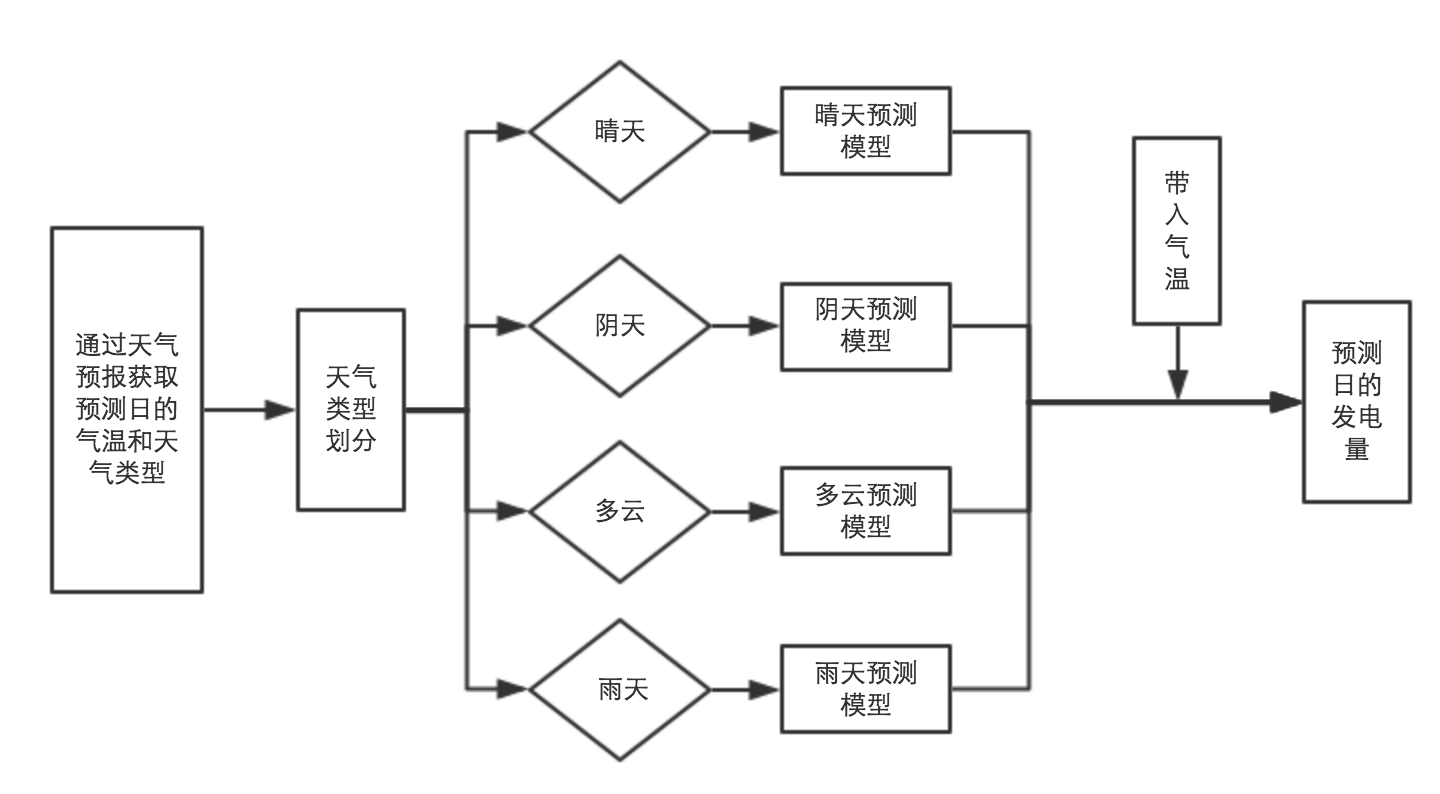 通过天气
预报获取
预测日的
气温和天
气类型
天气
类型
划分
晴天
晴天预测
模型
阴天
阴天预测
模型
多云
多云预测
模型
雨天
雨天预测
模型
带
入
气
温
预测
日的
发电
量